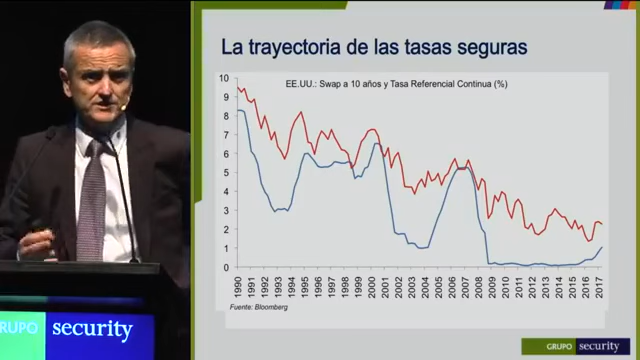 La trayectoria de las tasas seguras
EE.UU.: Swap a 10 años y Tasa Referencial Continua (%)
10
9
8
7
6
5
4
3
2
1
0
1990 1991 1992 1993 1994 1995 1996 1997 1998 1999 2000 2001 2002 2003 2004 2005 2006 2007 2008 2009 2010 2011 2012 2013 2014 2015 2016 2017
Fuente: Bloomberg
GRUPO security
GRUPO security